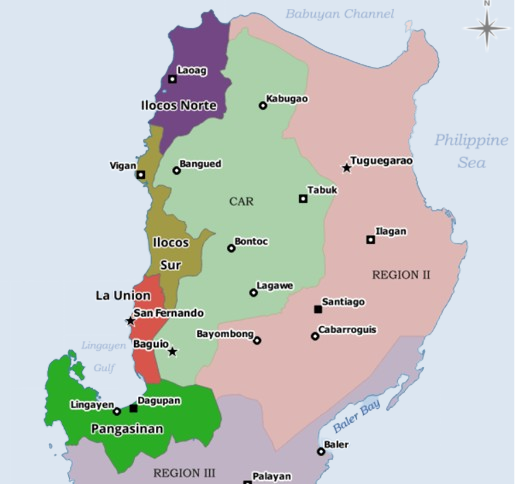 N
Babuyan Channel
Laoag
Ilocos Norte
Kabugao
Philippine
Sea
Vigan
Bangued
Tuguegarao
Tabuk
CAR
Ilagan
Ilocos
Sur
Bontoc
REGION II
La Union
Lagawe
San Fernando
Santiago
Lingayen
Gulf
Baguio
Bayombong
Cabarroguis
Lingayen
Dagupan
Pangasinan
Baler Bay
Baler
REGION III
Palayan